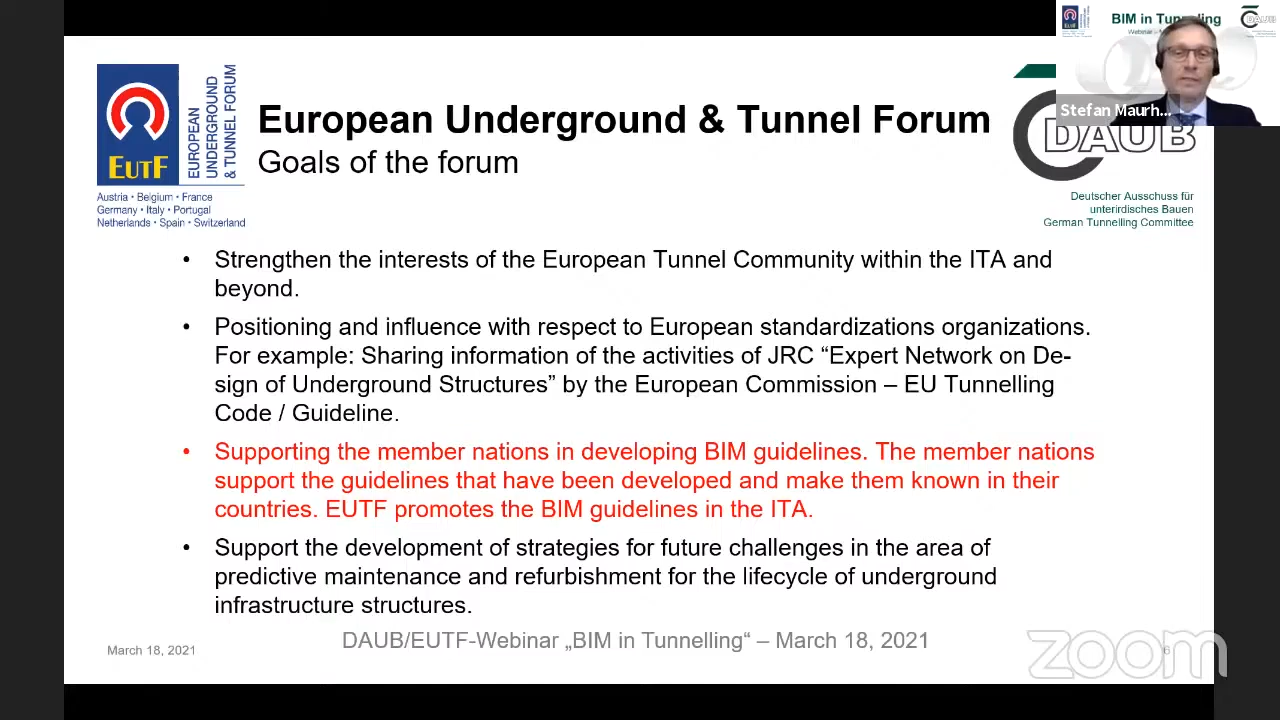 BIM in Tunneling
Stefan Maurh...
EUTF
EUROPEAN
UNDERGROUND
& TUNNEL FORUM
Austria • Belgium • France
Germany • Italy • Portugal
Netherlands • Spain • Switzerland
European Underground & Tunnel Forum
Goals of the forum
DAUB
Deutscher Ausschuss für
unterirdisches Bauen
German Tunnelling Committee
• Strengthen the interests of the European Tunnel Community within the ITA and
beyond.
• Positioning and influence with respect to European standardizations organizations.
For example: Sharing information of the activities of JRC “Expert Network on De-
sign of Underground Structures” by the European Commission – EU Tunnelling
Code / Guideline.
• Supporting the member nations in developing BIM guidelines. The member nations
support the guidelines that have been developed and make them known in their
countries. EUTF promotes the BIM guidelines in the ITA.
• Support the development of strategies for future challenges in the area of
predictive maintenance and refurbishment for the lifecycle of underground
infrastructure structures.
March 18, 2021
DAUB/EUTF-Webinar „BIM in Tunnelling“ – March 18, 2021
6
zoom